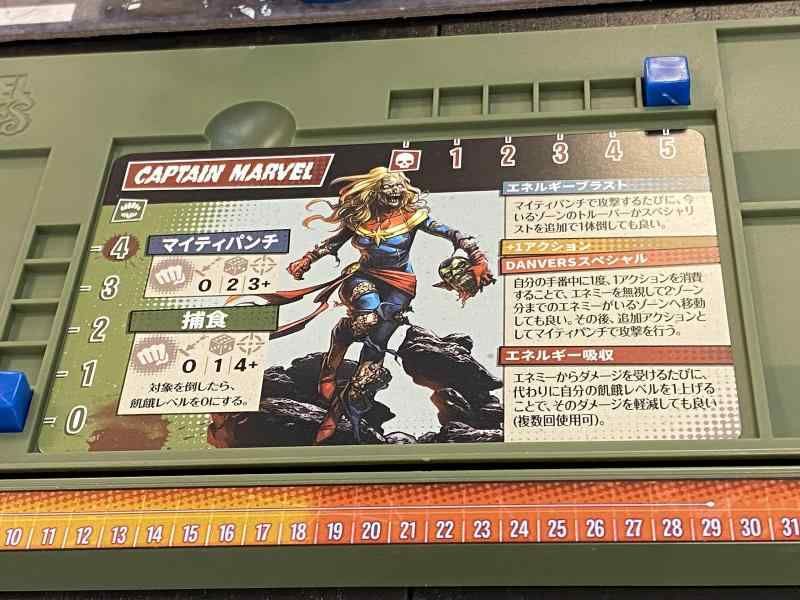 CAPTAIN MARVEL
1 2 3 4 5
4
3
2
1
0
マイティパンチ
0 2 3+
捕食
0 1 4+
対象を倒したら、
飢餓レベルを0にする。
エネルギーブラスト
マイティパンチで攻撃するたびに、今
いるゾーンのトルーパーかスペシャリ
ストを追加で1体倒しても良い。
+1アクション
DANVERSスペシャル
自分の手番中に1度、1アクションを消費
することで、エネミーを無視して2ゾーン
分までのエネミーがいるゾーンへ移動
しても良い。その後、追加アクションと
してマイティパンチで攻撃を行う。
エネルギー吸収
エネミーからダメージを受けるたびに、
代わりに自分の飢餓レベルを1上げる
ことで、そのダメージを軽減しても良い
(複数回使用可)。
10 11 12 13 14 15 16 17 18 19 20 21 22 23 24 25 26 27 28 29 30 31